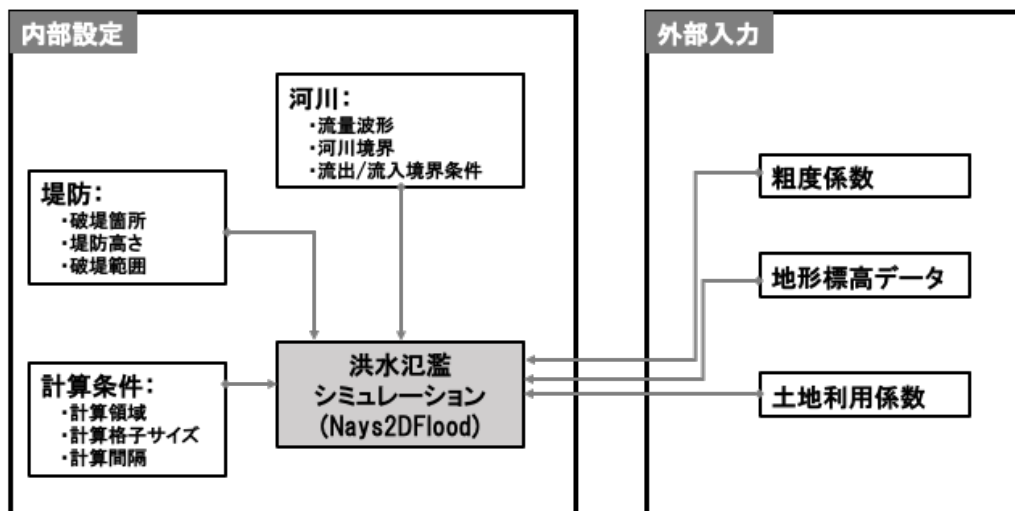 内部設定
河川：
・流量波形
・河川境界
・流出/流入境界条件
堤防：
・破堤箇所
・堤防高さ
・破堤範囲
計算条件：
・計算領域
・計算格子サイズ
・計算間隔
洪水氾濫
シミュレーション
(Nays2DFlood)
外部入力
粗度係数
地形標高データ
土地利用係数